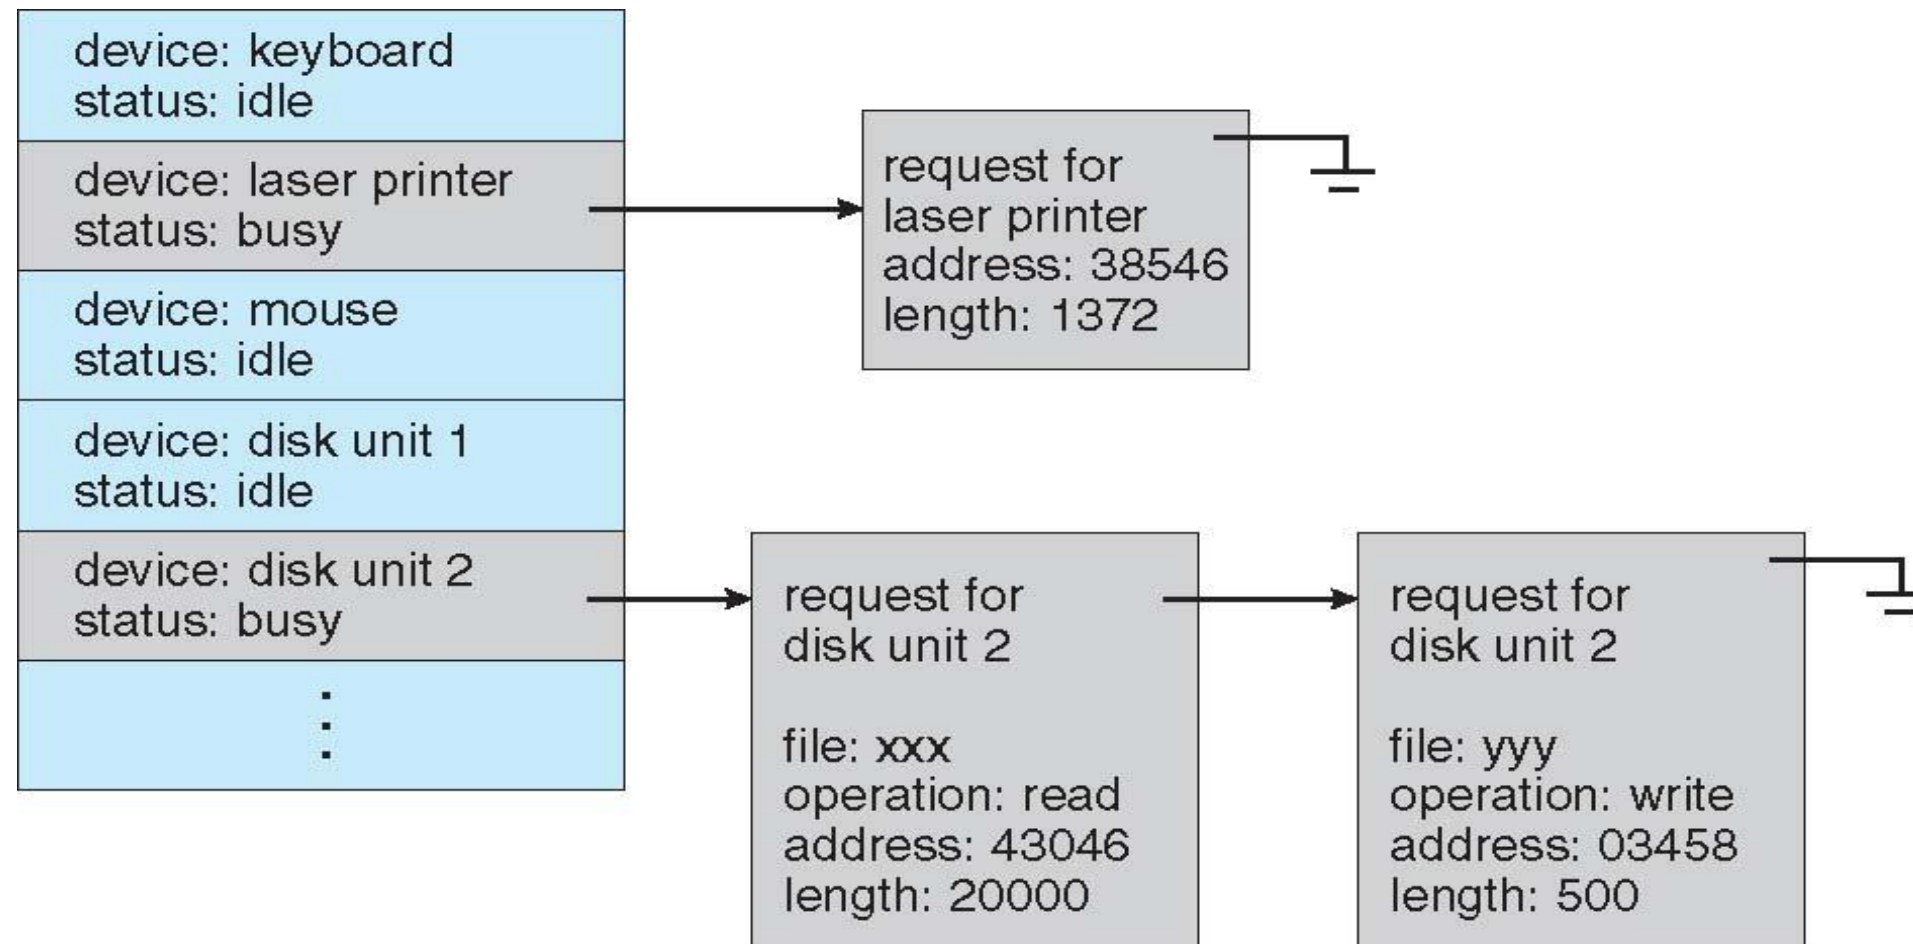 device: keyboard
status: idle
device: laser printer
status: busy
device: mouse
status: idle
device: disk unit 1
status: idle
device: disk unit 2
status: busy
request for
laser printer
address: 38546
length: 1372
request for
disk unit 2
file: xxx
operation: read
address: 43046
length: 20000
request for
disk unit 2
file: yyy
operation: write
address: 03458
length: 500